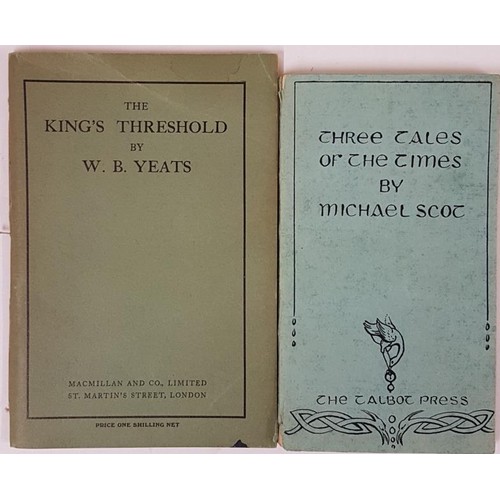 THE
KING'S THRESHOLD
BY
W. B. YEATS
MACMILLAN AND CO., LIMITED
ST. MARTIN'S STREET, LONDON
PRICE ONE SHILLING NET
THREE TALES
OF THE TIMES
BY
MICHAEL SCOT
THE TALBOT PRESS